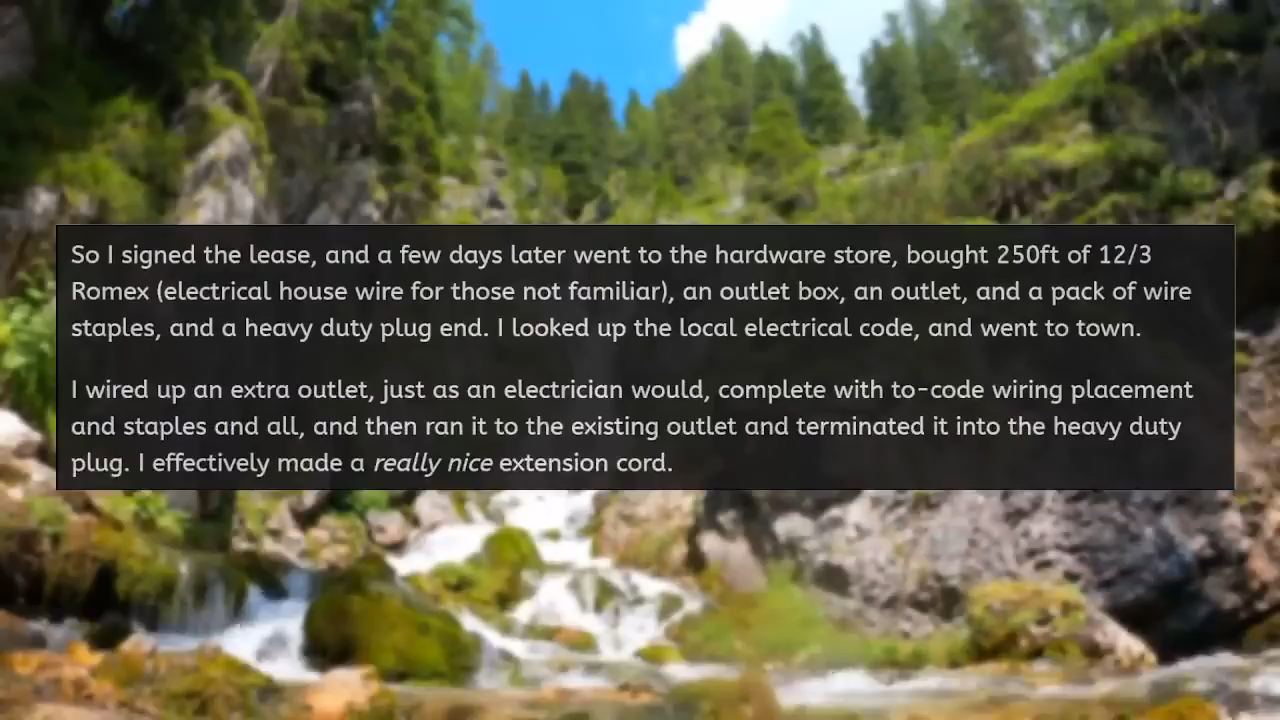 So I signed the lease, and a few days later went to the hardware store, bought 250ft of 12/3
Romex (electrical house wire for those not familiar), an outlet box, an outlet, and a pack of wire
staples, and a heavy duty plug end. I looked up the local electrical code, and went to town.
I wired up an extra outlet, just as an electrician would, complete with to-code wiring placement
and staples and all, and then ran it to the existing outlet and terminated it into the heavy duty
plug. I effectively made a really nice extension cord.